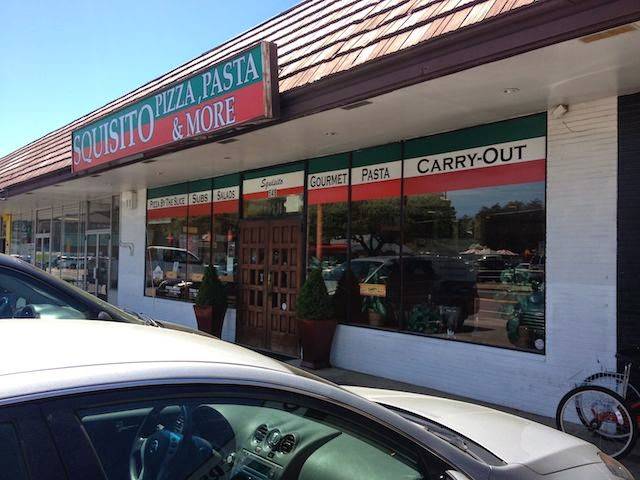 SQUISITO PIZZA, PASTA
& MORE
PIZZA BY THE SLICE
SUBS
SALADS
Squisito
GOURMET
PASTA
CARRY-OUT